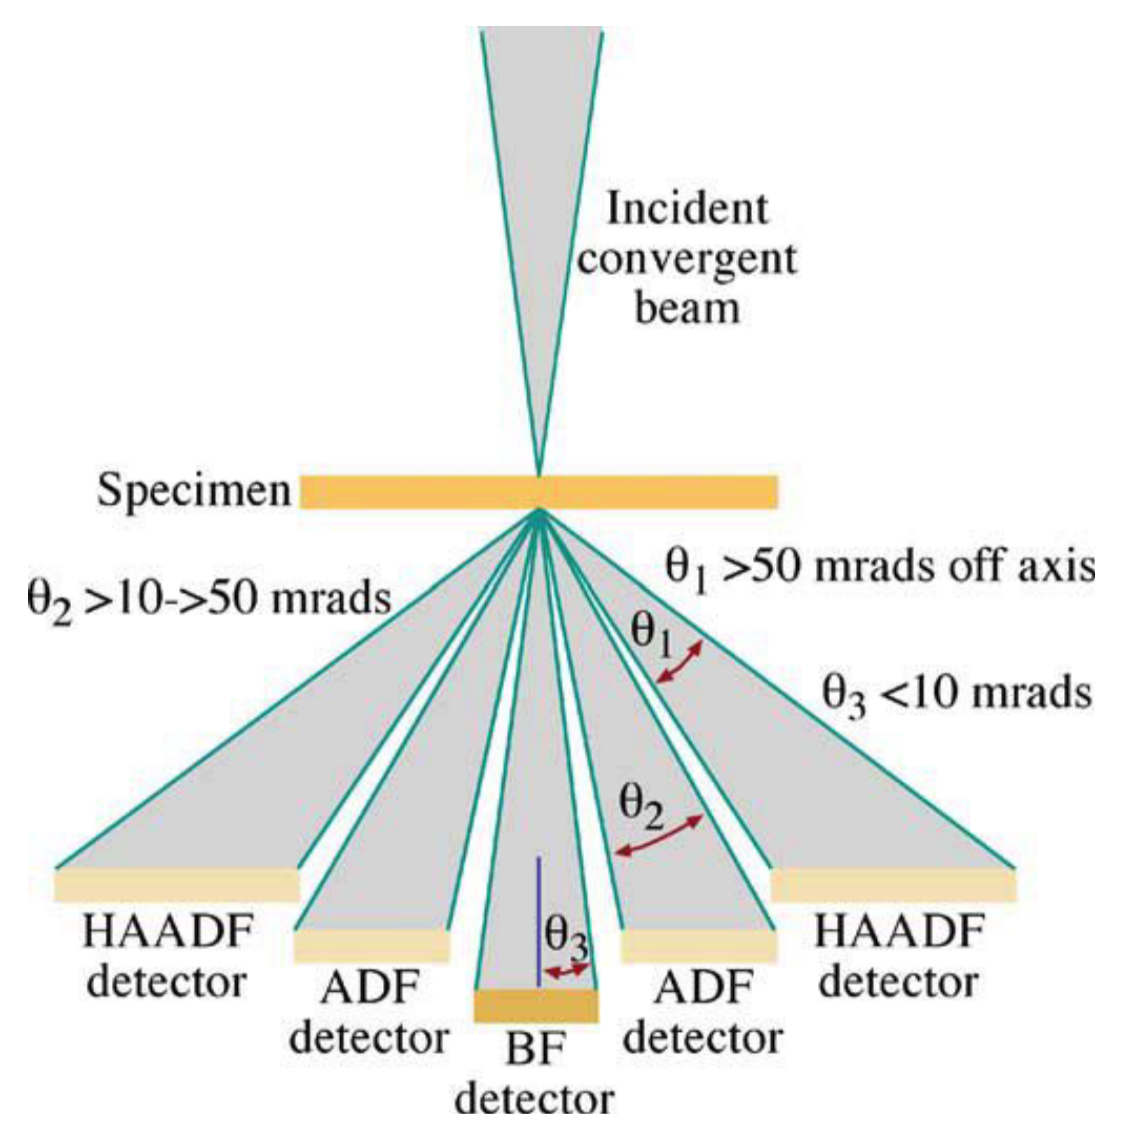 Incident
convergent
beam
Specimen
θ1 >50 mrads off axis
θ2 >10->50 mrads
θ1
θ3 <10 mrads
θ2
θ3
HAADF
detector
ADF
detector
BF
detector
ADF
detector
HAADF
detector